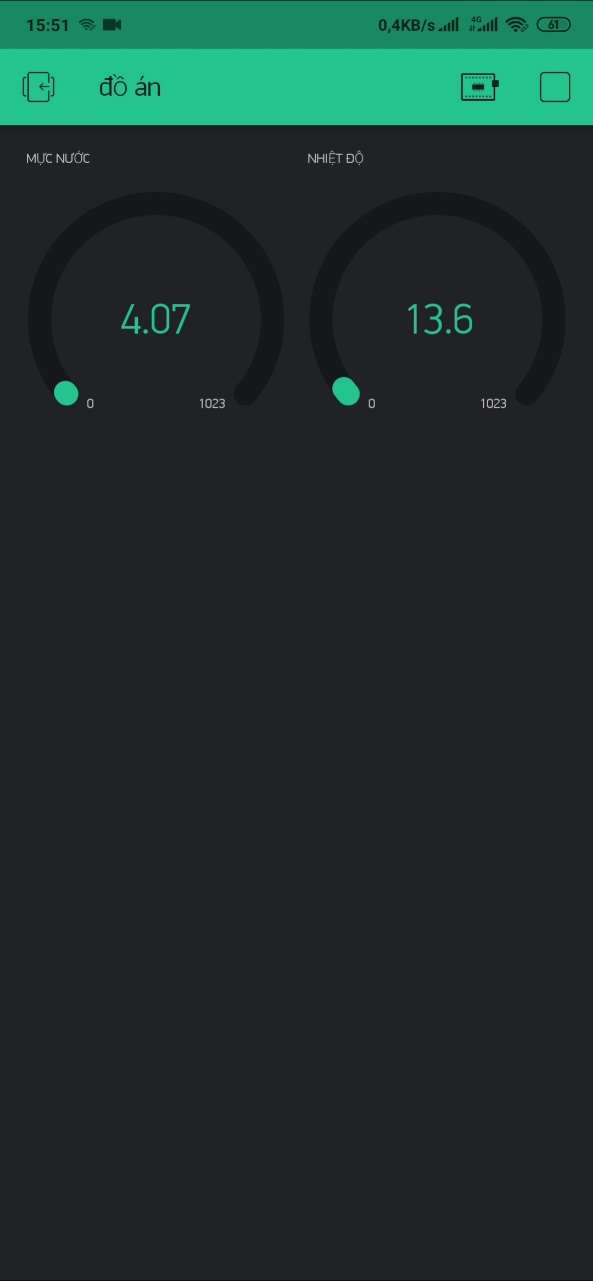 15:51 0,4KB/s 4G 61
đồ án
MỰC NƯỚC NHIỆT ĐỘ
4.07 13.6
0 1023 0 1023